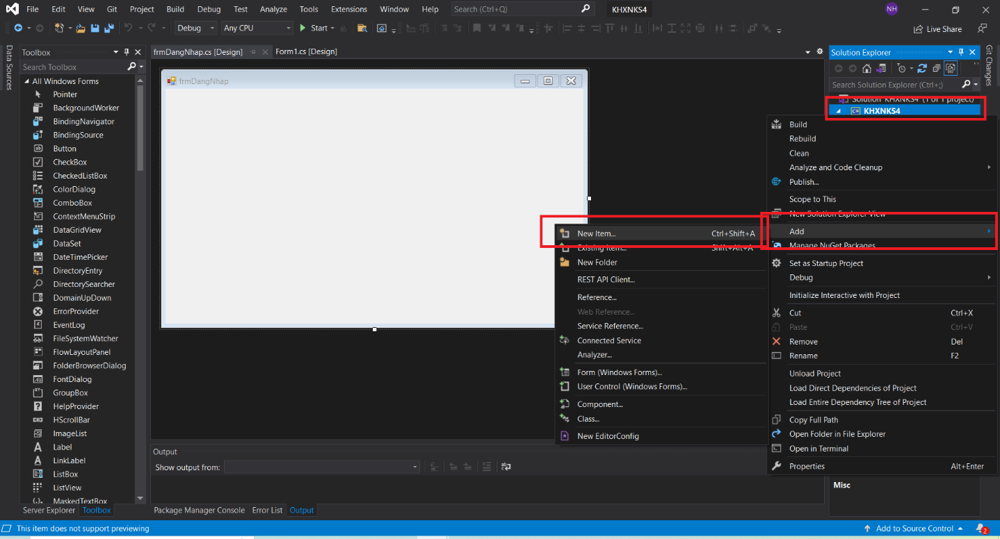 File Edit View Git Project Build Debug Test Analyze Tools Extensions Window Help Search (Ctrl+Q) KHXNKS4 NH
Debug Any CPU Start Live Share
Data Sources
Toolbox
Search Toolbox
All Windows Forms
Pointer
BackgroundWorker
BindingNavigator
BindingSource
Button
CheckBox
CheckedListBox
ColorDialog
ComboBox
ContextMenuStrip
DataGridView
DataSet
DateTimePicker
DirectoryEntry
DirectorySearcher
DomainUpDown
ErrorProvider
EventLog
FileSystemWatcher
FlowLayoutPanel
FolderBrowserDialog
FontDialog
GroupBox
HelpProvider
HScrollBar
ImageList
Label
LinkLabel
ListBox
ListView
MaskedTextBox
Server Explorer Toolbox
frmDangNhap.cs [Design] Form1.cs [Design]
frmDangNhap
New Item... Ctrl+Shift+A
Existing Item... Shift+Alt+A
New Folder
REST API Client...
Reference...
Web Reference...
Service Reference...
Connected Service
Analyzer...
Form (Windows Forms)...
User Control (Windows Forms)...
Component...
Class...
New EditorConfig
Output
Show output from:
Package Manager Console Error List Output
Solution Explorer
Search Solution Explorer (Ctrl+;)
Solution 'KHXNKS4' (1 of 1 project)
KHXNKS4
Git Changes
Build
Rebuild
Clean
Analyze and Code Cleanup
Publish...
Scope to This
New Solution Explorer View
Add
Manage NuGet Packages...
Set as Startup Project
Debug
Initialize Interactive with Project
Cut Ctrl+X
Paste Ctrl+V
Remove Del
Rename F2
Unload Project
Load Direct Dependencies of Project
Load Entire Dependency Tree of Project
Copy Full Path
Open Folder in File Explorer
Open in Terminal
Properties Alt+Enter
Misc
This item does not support previewing Add to Source Control 2